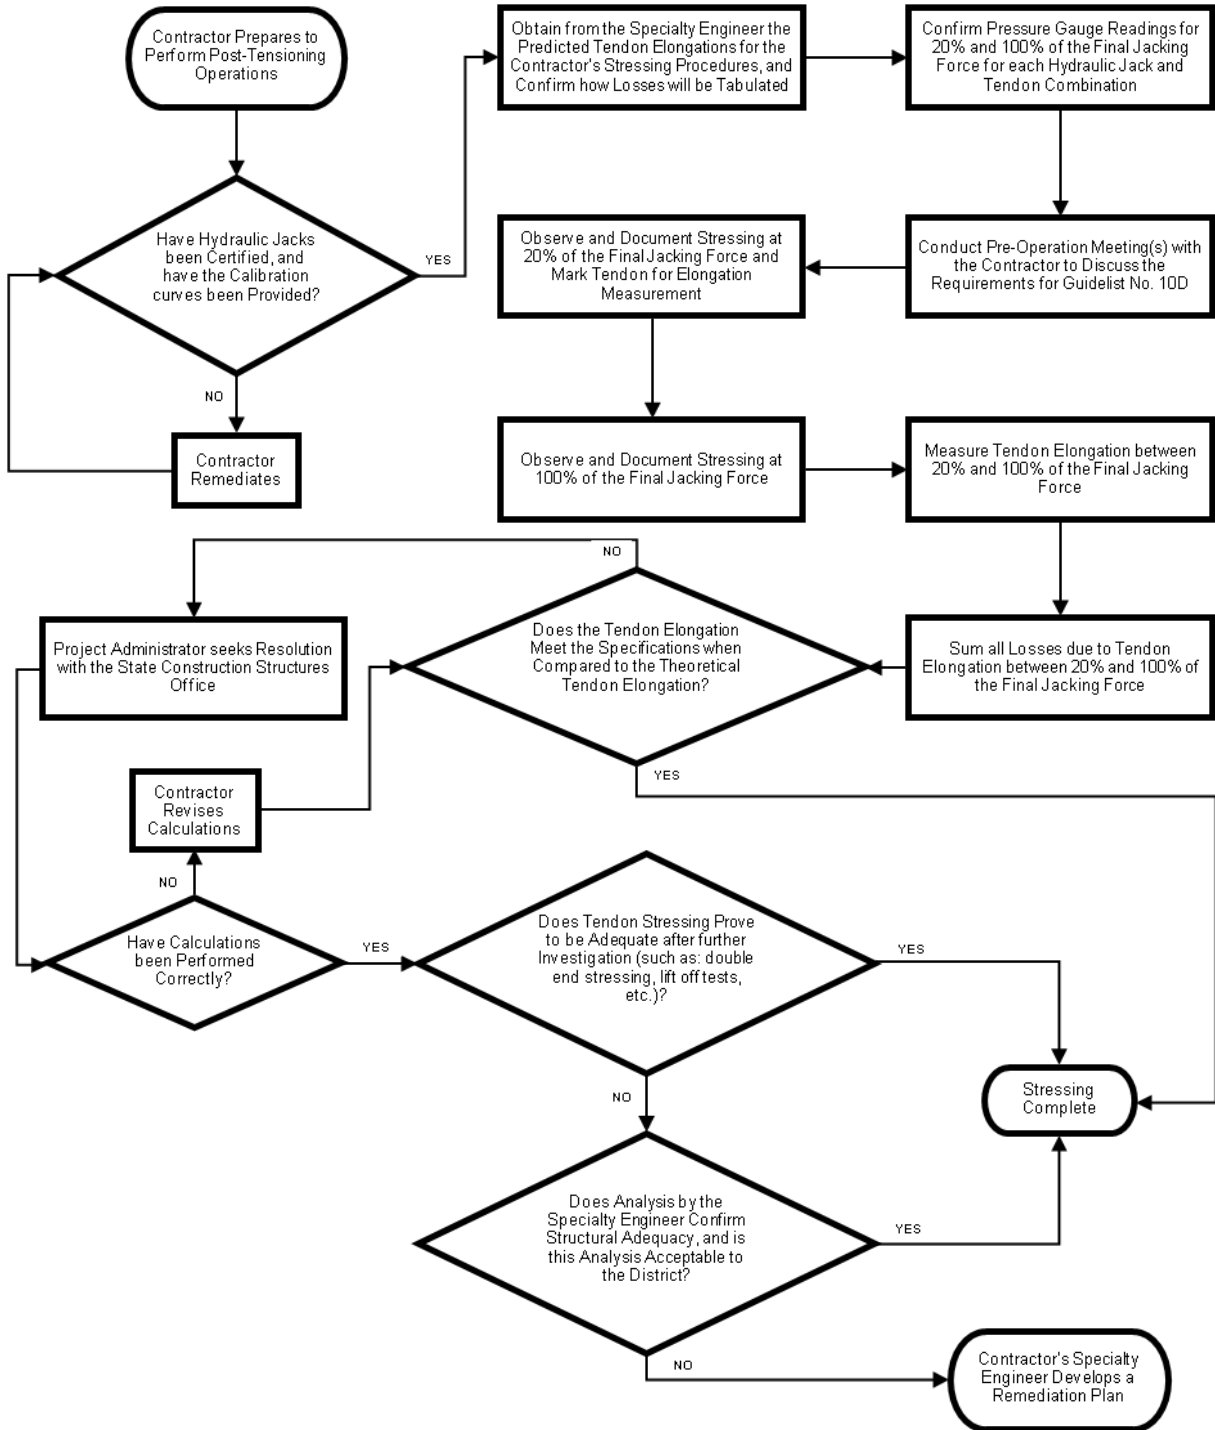 Contractor Prepares to
Perform Post-Tensioning
Operations
Obtain from the Specialty Engineer the
Predicted Tendon Elongations for the
Contractor's Stressing Procedures, and
Confirm how Losses will be Tabulated
Confirm Pressure Gauge Readings for
20% and 100% of the Final Jacking
Force for each Hydraulic Jack and
Tendon Combination
Have Hydraulic Jacks
been Certified, and
have the Calibration
curves been Provided?
YES
NO
Contractor
Remediates
Observe and Document Stressing at
20% of the Final Jacking Force and
Mark Tendon for Elongation
Measurement
Conduct Pre-Operation Meeting(s) with
the Contractor to Discuss the
Requirements for Guidelist No. 10D
Observe and Document Stressing at
100% of the Final Jacking Force
Measure Tendon Elongation between
20% and 100% of the Final Jacking
Force
NO
Project Administrator seeks Resolution
with the State Construction Structures
Office
Does the Tendon Elongation
Meet the Specifications when
Compared to the Theoretical
Tendon Elongation?
Sum all Losses due to Tendon
Elongation between 20% and 100% of
the Final Jacking Force
YES
Contractor
Revises
Calculations
NO
Have Calculations
been Performed
Correctly?
YES
Does Tendon Stressing Prove
to be Adequate after further
Investigation (such as: double
end stressing, lift off tests,
etc.)?
YES
NO
Stressing
Complete
Does Analysis by the
Specialty Engineer Confirm
Structural Adequacy, and is
this Analysis Acceptable to
the District?
YES
NO
Contractor's Specialty
Engineer Develops a
Remediation Plan